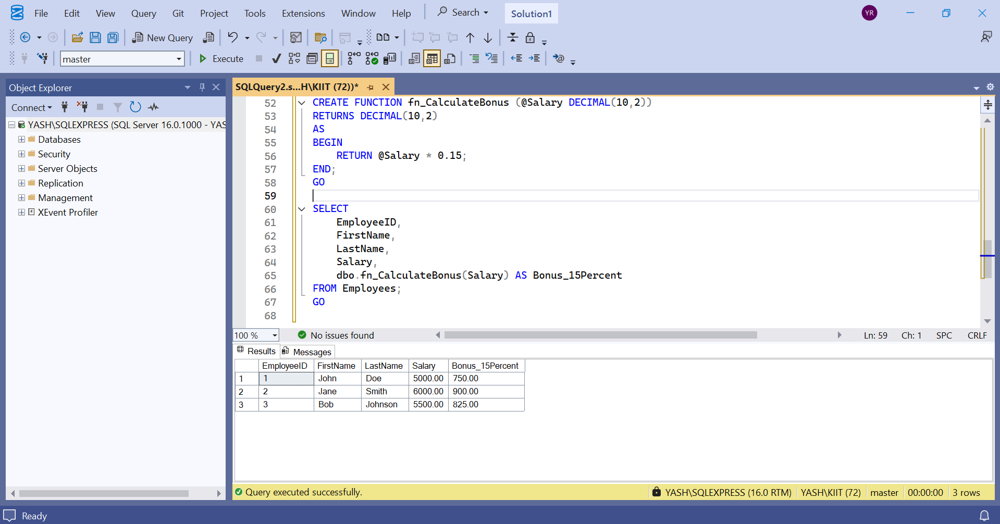 File Edit View Query Git Project Tools Extensions Window Help Search Solution1 YR
New Query
master Execute
Object Explorer
Connect
YASH\SQLEXPRESS (SQL Server 16.0.1000 - YAS
Databases
Security
Server Objects
Replication
Management
XEvent Profiler
SQLQuery2.s...H\KIIT (72))*
52 CREATE FUNCTION fn_CalculateBonus (@Salary DECIMAL(10,2))
53 RETURNS DECIMAL(10,2)
54 AS
55 BEGIN
56 RETURN @Salary * 0.15;
57 END;
58 GO
59
60 SELECT
61 EmployeeID,
62 FirstName,
63 LastName,
64 Salary,
65 dbo.fn_CalculateBonus(Salary) AS Bonus_15Percent
66 FROM Employees;
67 GO
68
100 % No issues found Ln: 59 Ch: 1 SPC CRLF
Results Messages
EmployeeID FirstName LastName Salary Bonus_15Percent
1 1 John Doe 5000.00 750.00
2 2 Jane Smith 6000.00 900.00
3 3 Bob Johnson 5500.00 825.00
Query executed successfully. YASH\SQLEXPRESS (16.0 RTM) YASH\KIIT (72) master 00:00:00 3 rows
Ready